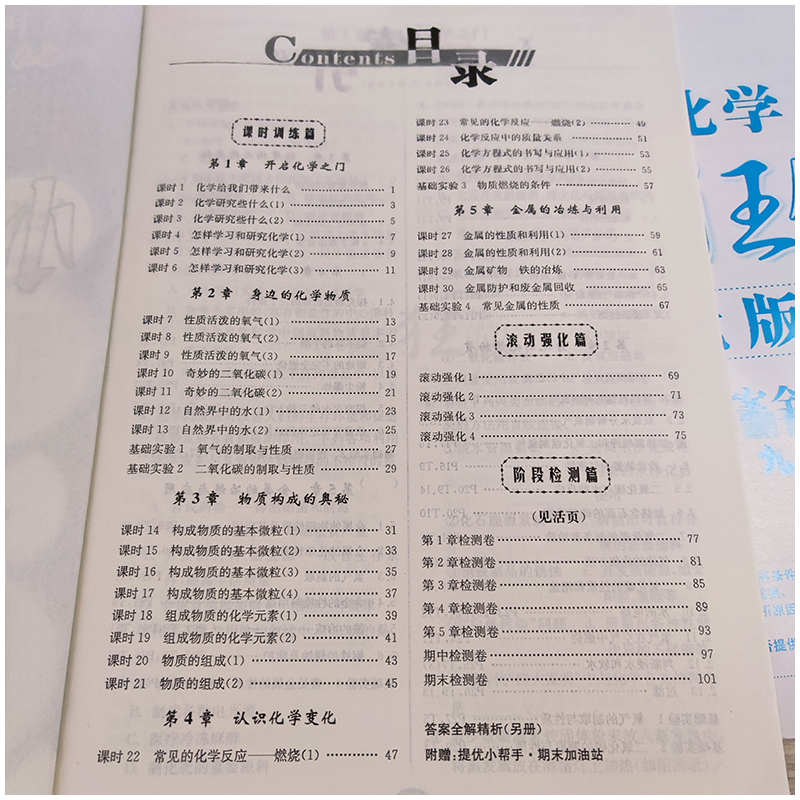 Contents 目录
课时训练篇
第1章 开启化学之门
课时1 化学给我们带来什么 1
课时2 化学研究些什么(1) 3
课时3 化学研究些什么(2) 5
课时4 怎样学习和研究化学(1) 7
课时5 怎样学习和研究化学(2) 9
课时6 怎样学习和研究化学(3) 11
第2章 身边的化学物质
课时7 性质活泼的氧气(1) 13
课时8 性质活泼的氧气(2) 15
课时9 性质活泼的氧气(3) 17
课时10 奇妙的二氧化碳(1) 19
课时11 奇妙的二氧化碳(2) 21
课时12 自然界中的水(1) 23
课时13 自然界中的水(2) 25
基础实验1 氧气的制取与性质 27
基础实验2 二氧化碳的制取与性质 29
第3章 物质构成的奥秘
课时14 构成物质的基本微粒(1) 31
课时15 构成物质的基本微粒(2) 33
课时16 构成物质的基本微粒(3) 35
课时17 构成物质的基本微粒(4) 37
课时18 组成物质的化学元素(1) 39
课时19 组成物质的化学元素(2) 41
课时20 物质的组成(1) 43
课时21 物质的组成(2) 45
第4章 认识化学变化
课时22 常见的化学反应——燃烧(1) 47
课时23 常见的化学反应——燃烧(2) 49
课时24 化学反应中的质量关系 51
课时25 化学方程式的书写与应用(1) 53
课时26 化学方程式的书写与应用(2) 55
基础实验3 物质燃烧的条件 57
第5章 金属的冶炼与利用
课时27 金属的性质和利用(1) 59
课时28 金属的性质和利用(2) 61
课时29 金属矿物 铁的冶炼 63
课时30 金属防护和废金属回收 65
基础实验4 常见金属的性质 67
滚动强化篇
滚动强化1 69
滚动强化2 71
滚动强化3 73
滚动强化4 75
阶段检测篇
(见活页)
第1章检测卷 77
第2章检测卷 81
第3章检测卷 85
第4章检测卷 89
第5章检测卷 93
期中检测卷 97
期末检测卷 101
答案全解精析(另册)
附赠:提优小帮手·期末加油站
化学
版